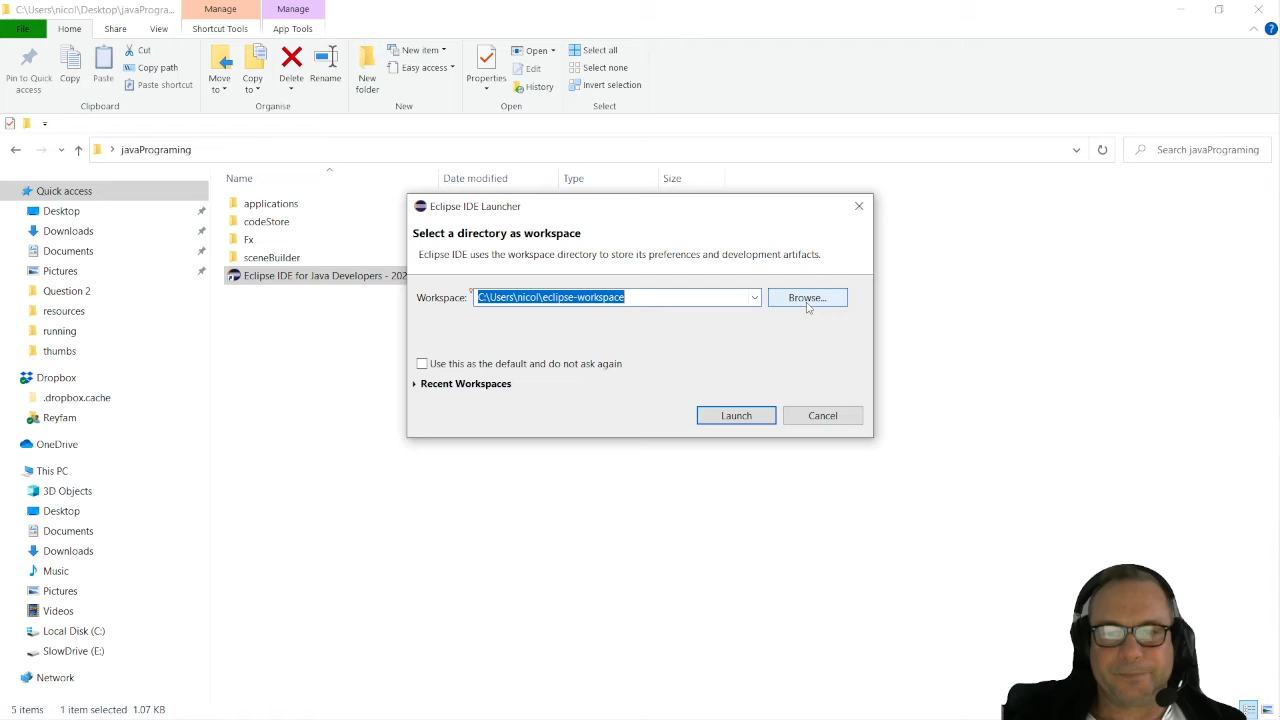 C:\Users\nicol\Desktop\javaProgra...
Manage
Manage
File
Home
Share
View
Shortcut Tools
App Tools
Pin to Quick access
Copy
Paste
Cut
Copy path
Paste shortcut
Clipboard
Move to
Copy to
Delete
Rename
Organise
New folder
New item
Easy access
New
Properties
Open
Edit
History
Open
Select all
Select none
Invert selection
Select
javaPrograming
Search javaPrograming
Name
Date modified
Type
Size
Quick access
Desktop
Downloads
Documents
Pictures
Question 2
resources
running
thumbs
Dropbox
.dropbox.cache
Reyfam
OneDrive
This PC
3D Objects
Desktop
Documents
Downloads
Music
Pictures
Videos
Local Disk (C:)
SlowDrive (E:)
Network
applications
codeStore
Fx
sceneBuilder
Eclipse IDE for Java Developers - 202
Eclipse IDE Launcher
Select a directory as workspace
Eclipse IDE uses the workspace directory to store its preferences and development artifacts.
Workspace:
C:\Users\nicol\eclipse-workspace
Browse...
Use this as the default and do not ask again
Recent Workspaces
Launch
Cancel
5 items
1 item selected 1.07 KB